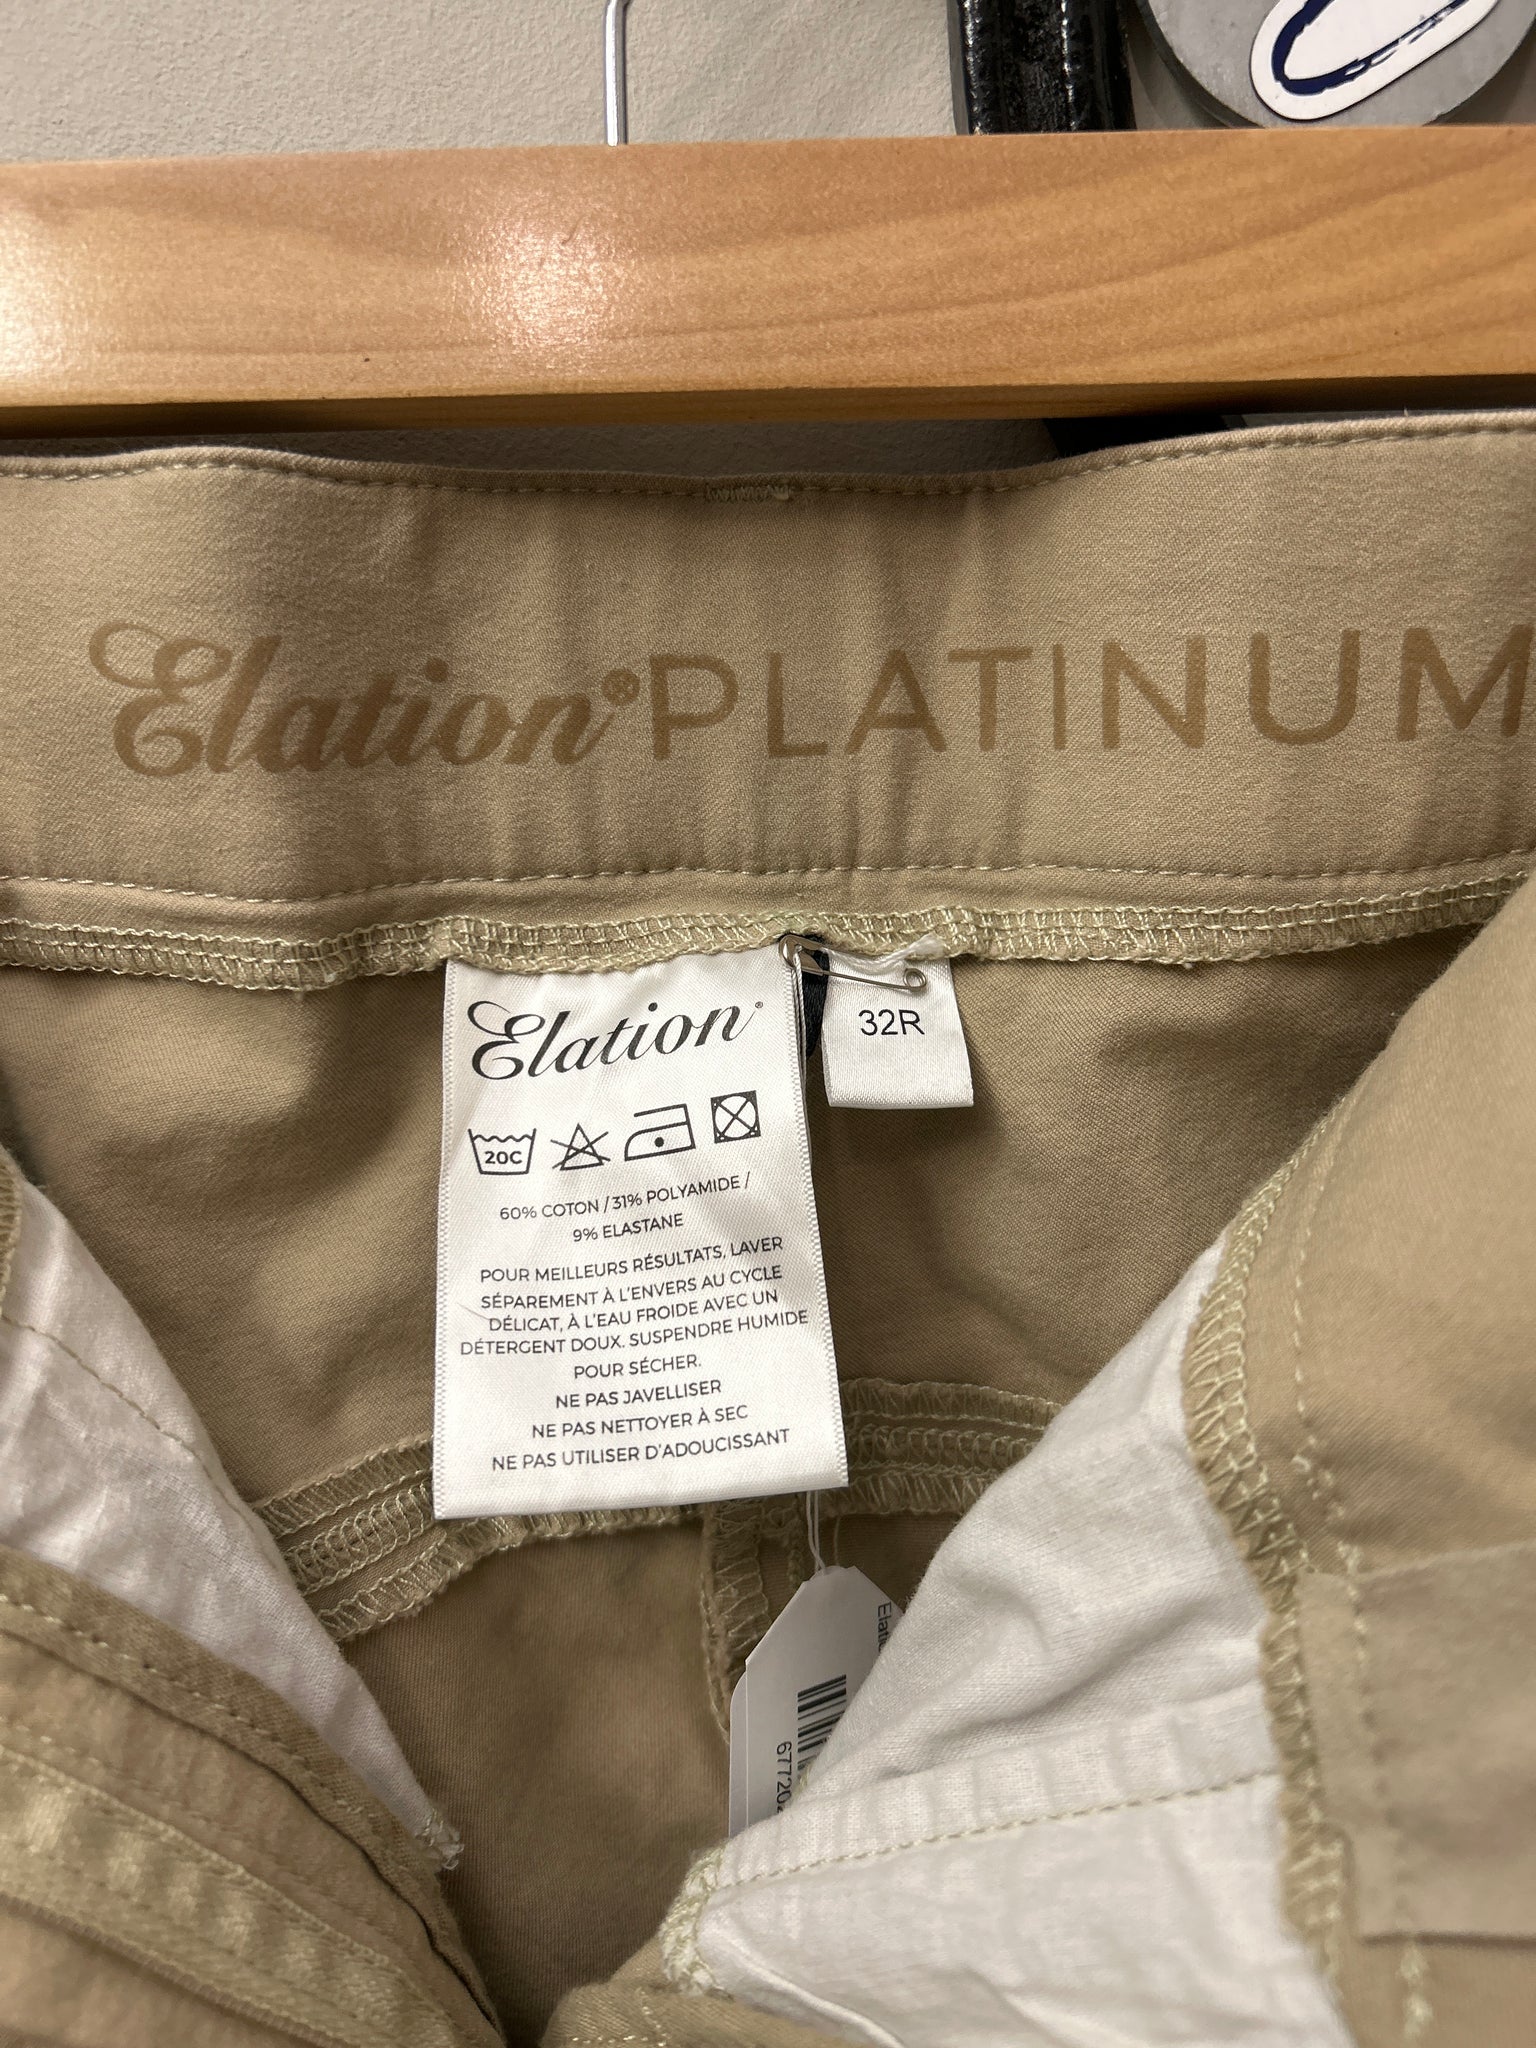 Elation® PLATINUM
Elation®
32R
20C
60% COTON / 31% POLYAMIDE /
9% ELASTANE
POUR MEILLEURS RÉSULTATS, LAVER
SÉPAREMENT À L'ENVERS AU CYCLE
DÉLICAT, À L'EAU FROIDE AVEC UN
DÉTERGENT DOUX. SUSPENDRE HUMIDE
POUR SÉCHER.
NE PAS JAVELLISER
NE PAS NETTOYER À SEC
NE PAS UTILISER D'ADOUCISSANT